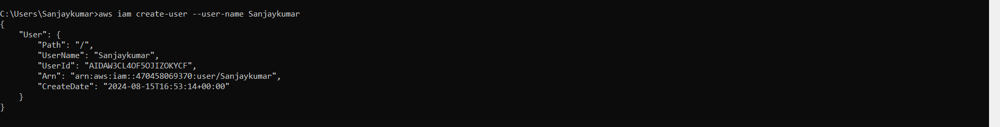 C:\Users\Sanjaykumar>aws iam create-user --user-name Sanjaykumar
{
    "User": {
        "Path": "/",
        "UserName": "Sanjaykumar",
        "UserId": "AIDAW3CL4OF5OJIZOKYCF",
        "Arn": "arn:aws:iam::470458069370:user/Sanjaykumar",
        "CreateDate": "2024-08-15T16:53:14+00:00"
    }
}